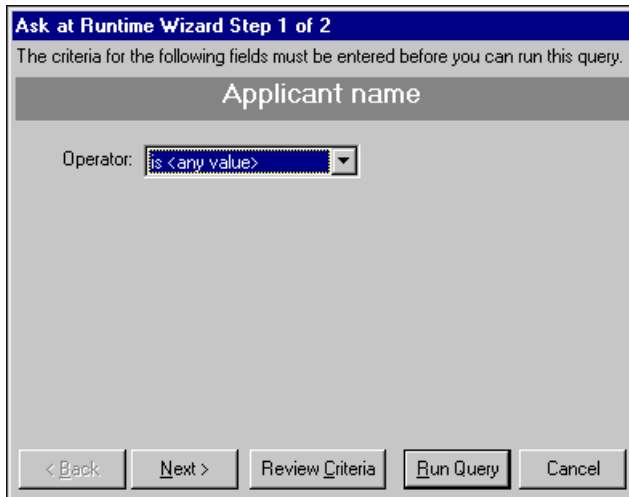 Ask at Runtime Wizard Step 1 of 2
The criteria for the following fields must be entered before you can run this query.
Applicant name
Operator: is <any value>
< Back Next > Review Criteria Run Query Cancel